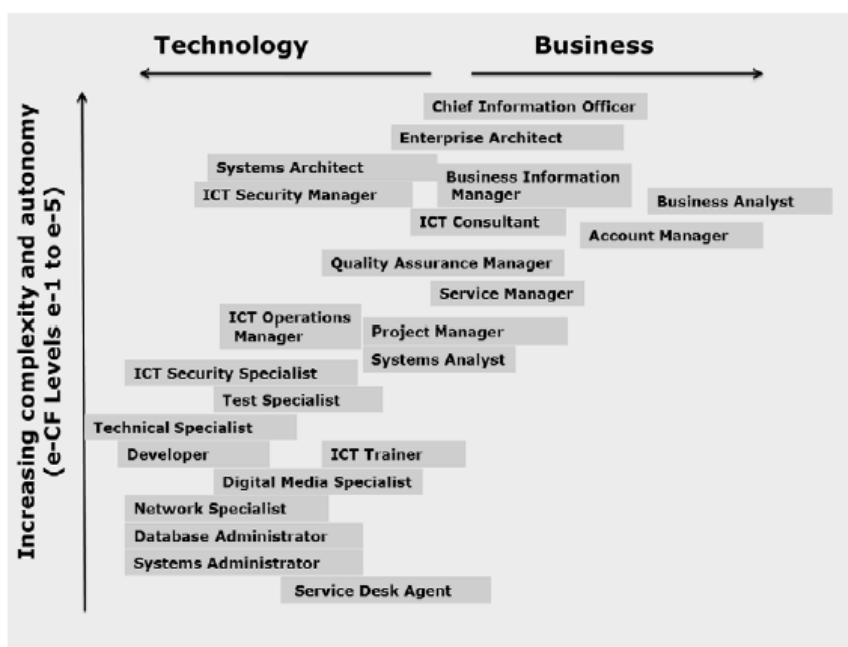 Technology
Business
Increasing complexity and autonomy
(e-CF Levels e-1 to e-5)
Chief Information Officer
Enterprise Architect
Systems Architect
Business Information
Manager
ICT Security Manager
Business Analyst
ICT Consultant
Account Manager
Quality Assurance Manager
Service Manager
ICT Operations
Manager
Project Manager
Systems Analyst
ICT Security Specialist
Test Specialist
Technical Specialist
Developer
ICT Trainer
Digital Media Specialist
Network Specialist
Database Administrator
Systems Administrator
Service Desk Agent